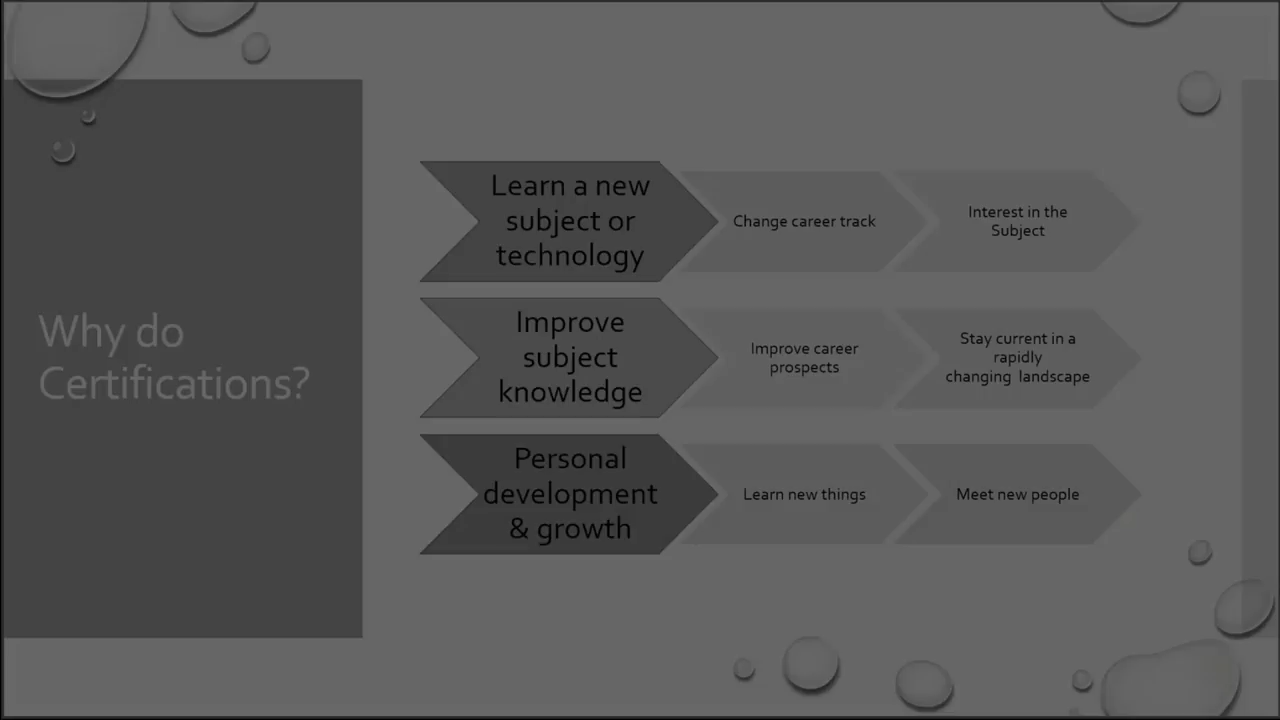 Why do
Certifications?
Learn a new
subject or
technology
Change career track
Interest in the
Subject
Improve
subject
knowledge
Improve career
prospects
Stay current in a
rapidly
changing landscape
Personal
development
& growth
Learn new things
Meet new people